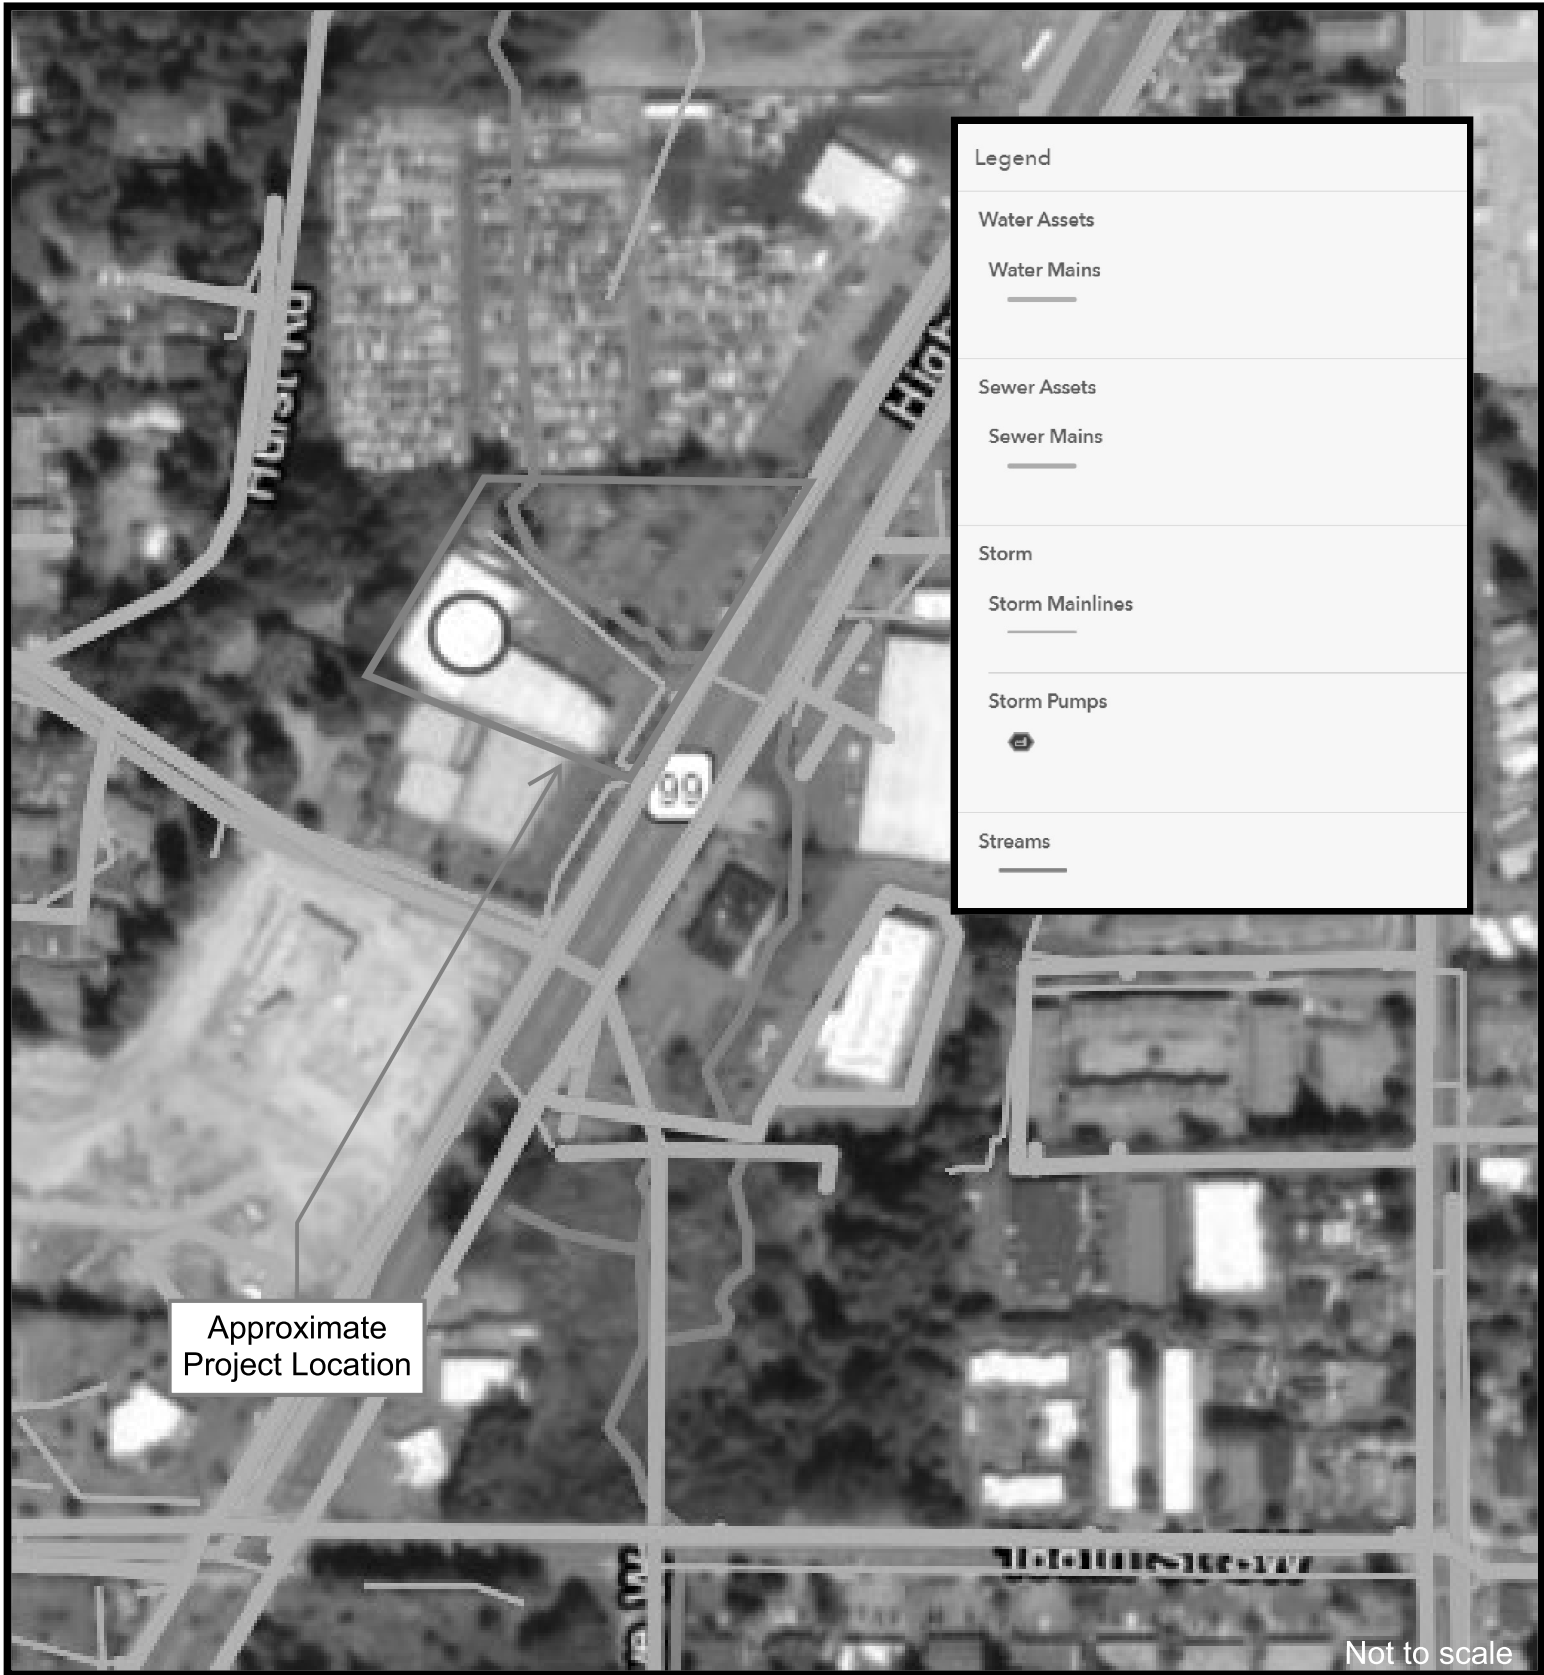 Legend
Water Assets
Water Mains
Sewer Assets
Sewer Mains
Storm
Storm Mainlines
Storm Pumps
Streams
99
Approximate
Project Location
Not to scale